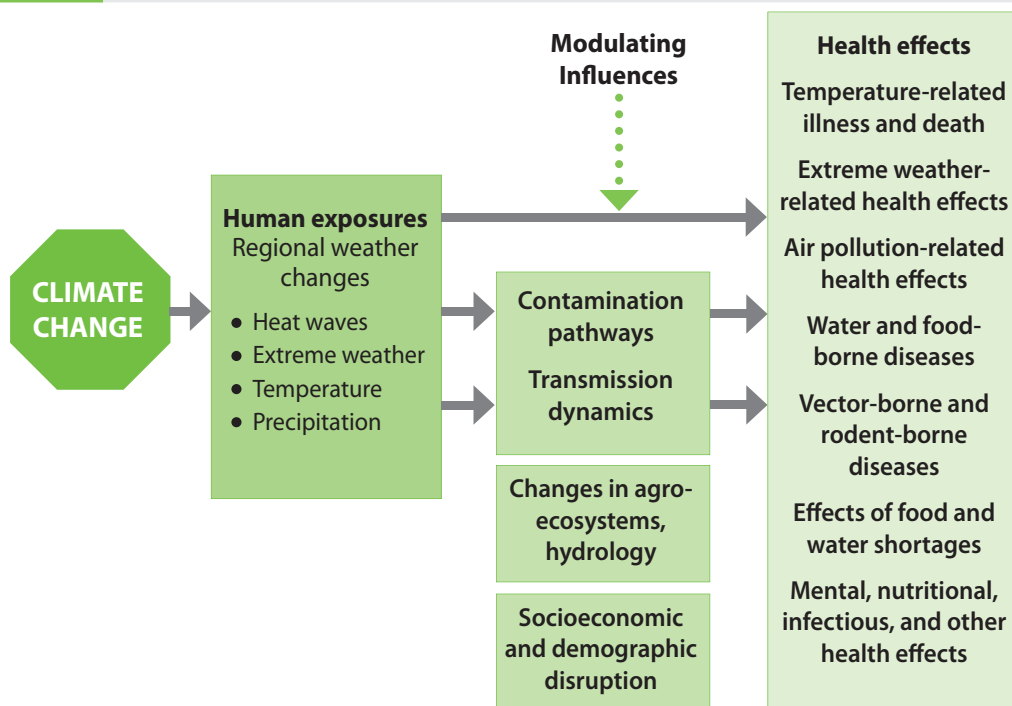 CLIMATE
CHANGE
Human exposures
Regional weather
changes
• Heat waves
• Extreme weather
• Temperature
• Precipitation
Modulating
Influences
Contamination
pathways
Transmission
dynamics
Changes in agro-
ecosystems,
hydrology
Socioeconomic
and demographic
disruption
Health effects
Temperature-related
illness and death
Extreme weather-
related health effects
Air pollution-related
health effects
Water and food-
borne diseases
Vector-borne and
rodent-borne
diseases
Effects of food and
water shortages
Mental, nutritional,
infectious, and other
health effects